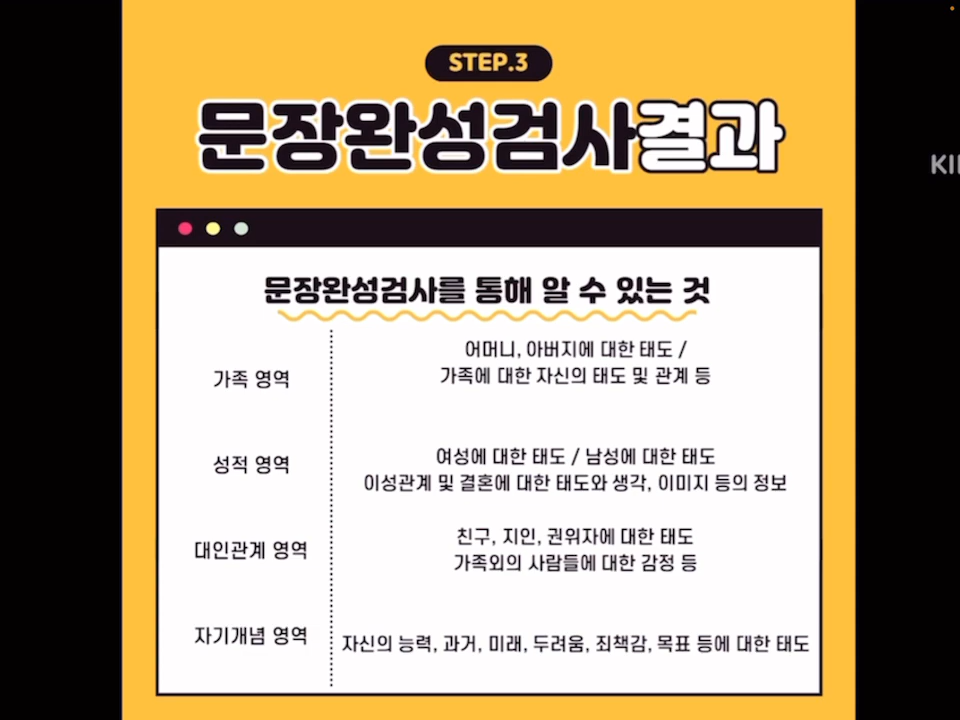 STEP.3
문장완성검사결과
문장완성검사를 통해 알 수 있는 것
가족 영역
어머니, 아버지에 대한 태도 /
가족에 대한 자신의 태도 및 관계 등
성적 영역
여성에 대한 태도 / 남성에 대한 태도
이성관계 및 결혼에 대한 태도와 생각, 이미지 등의 정보
대인관계 영역
친구, 지인, 권위자에 대한 태도
가족외의 사람들에 대한 감정 등
자기개념 영역
자신의 능력, 과거, 미래, 두려움, 죄책감, 목표 등에 대한 태도